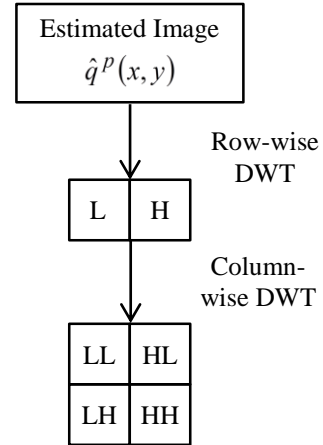 Estimated Image
q̂ᵖ(x, y)
Row-wise
DWT
L H
Column-
wise DWT
LL HL
LH HH